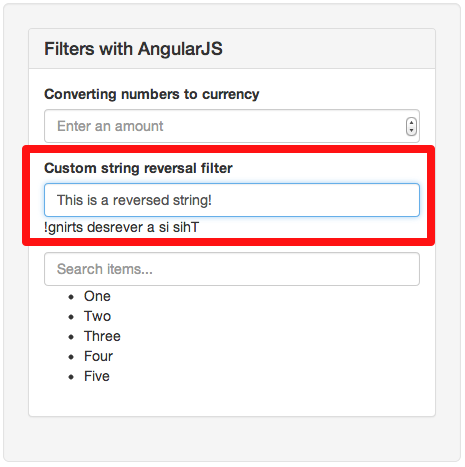 Filters with AngularJS
Converting numbers to currency
Enter an amount
Custom string reversal filter
This is a reversed string!
!gnirts desrever a si sihT
Search items...
One
Two
Three
Four
Five